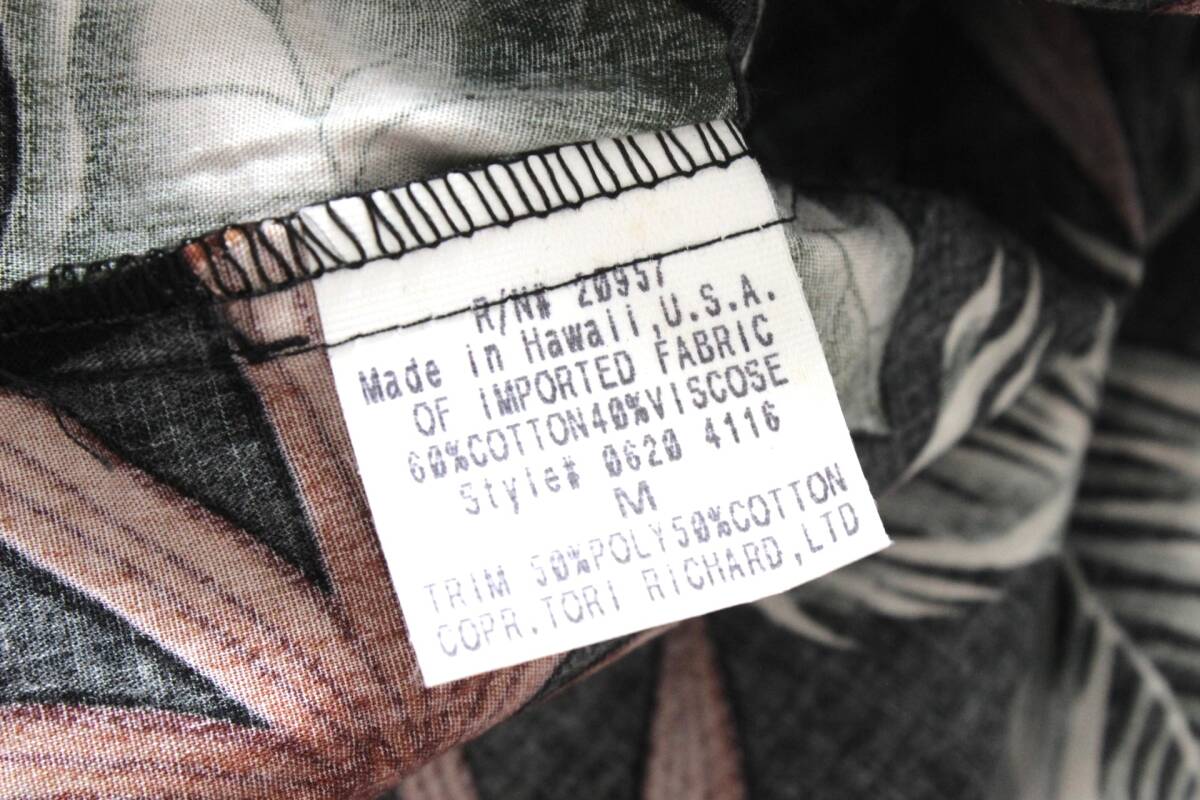 R/N# 20957
Made in Hawaii,U.S.A.
OF IMPORTED FABRIC
60%COTTON40%VISCOSE
Style# 0620 4116
M
TRIM 50%POLY50%COTTON
COPR.TORI RICHARD,LTD